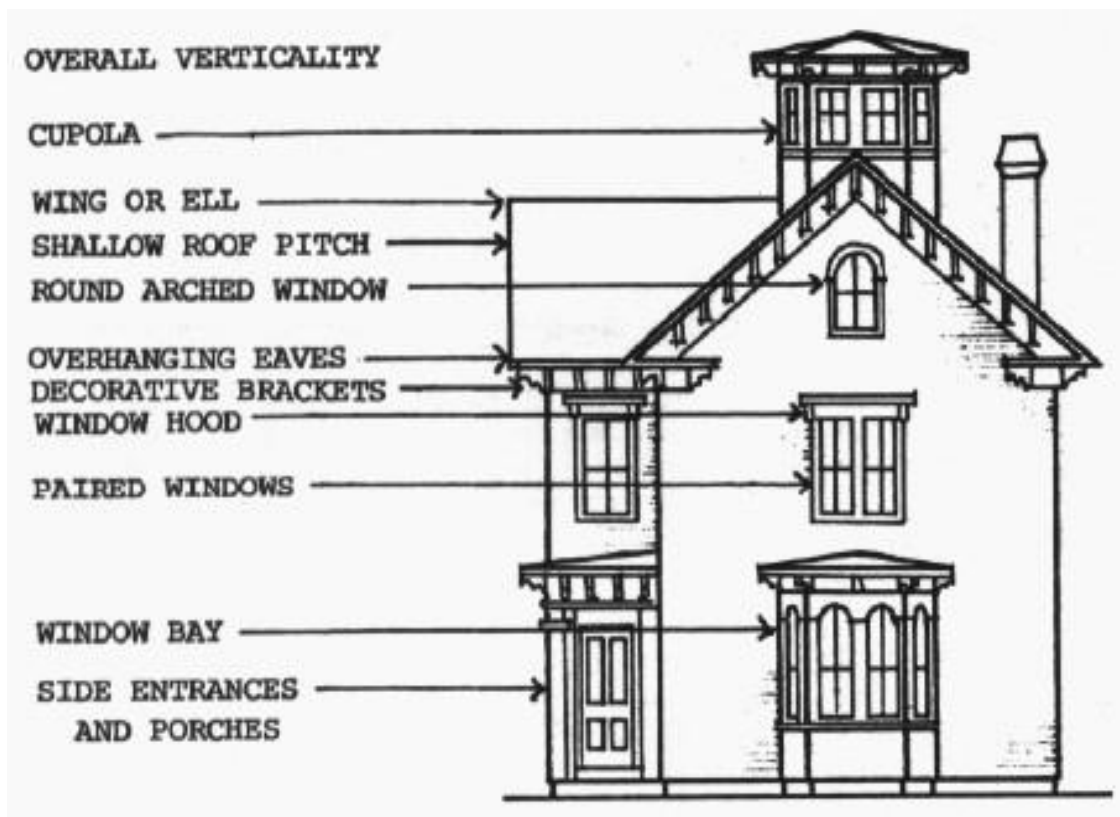 OVERALL VERTICALITY
CUPOLA
WING OR ELL
SHALLOW ROOF PITCH
ROUND ARCHED WINDOW
OVERHANGING EAVES
DECORATIVE BRACKETS
WINDOW HOOD
PAIRED WINDOWS
WINDOW BAY
SIDE ENTRANCES
AND PORCHES